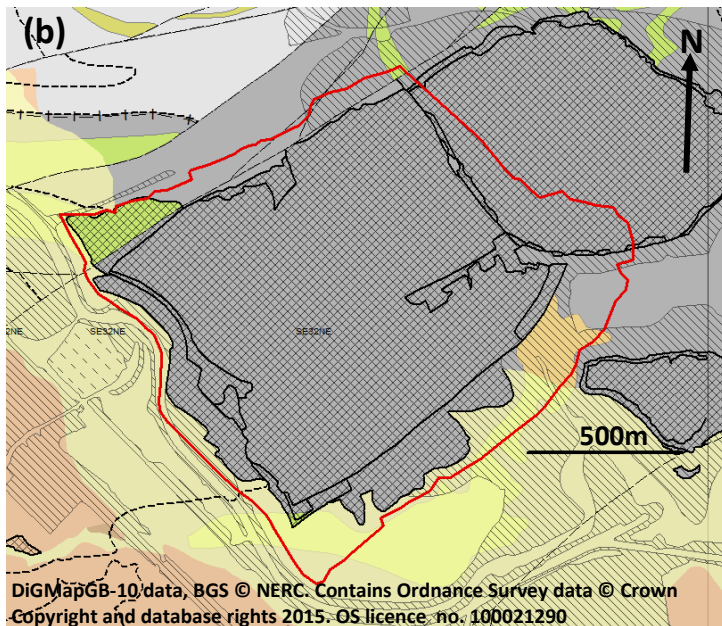 (b)
N
2NE
SE32NE
SE32NE
500m
DiGMapGB-10 data, BGS © NERC. Contains Ordnance Survey data © Crown
Copyright and database rights 2015. OS licence no. 100021290